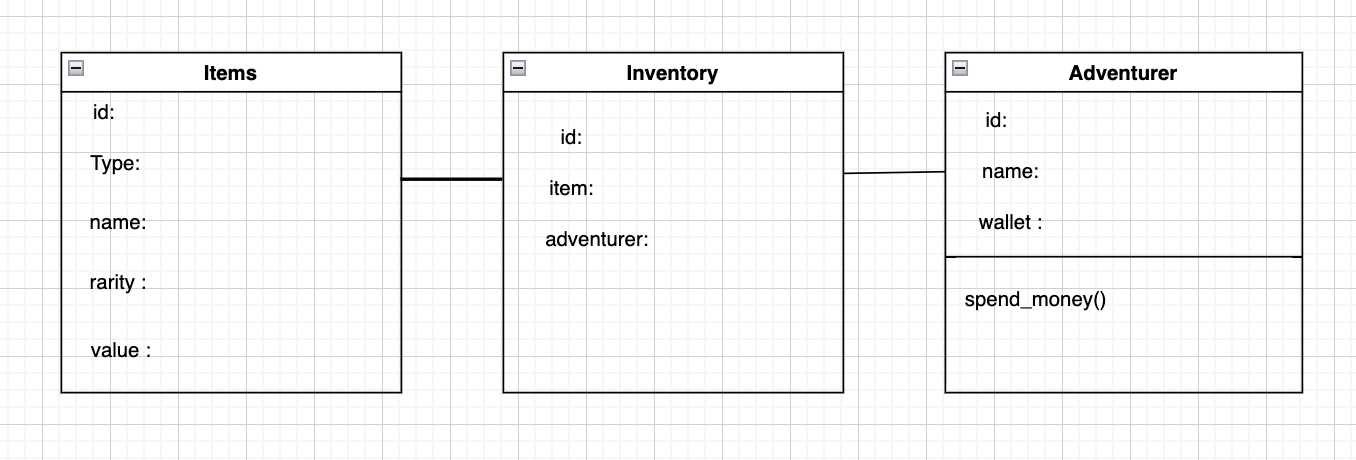 Items
id:
Type:
name:
rarity :
value :
Inventory
id:
item:
adventurer:
Adventurer
id:
name:
wallet :
spend_money()